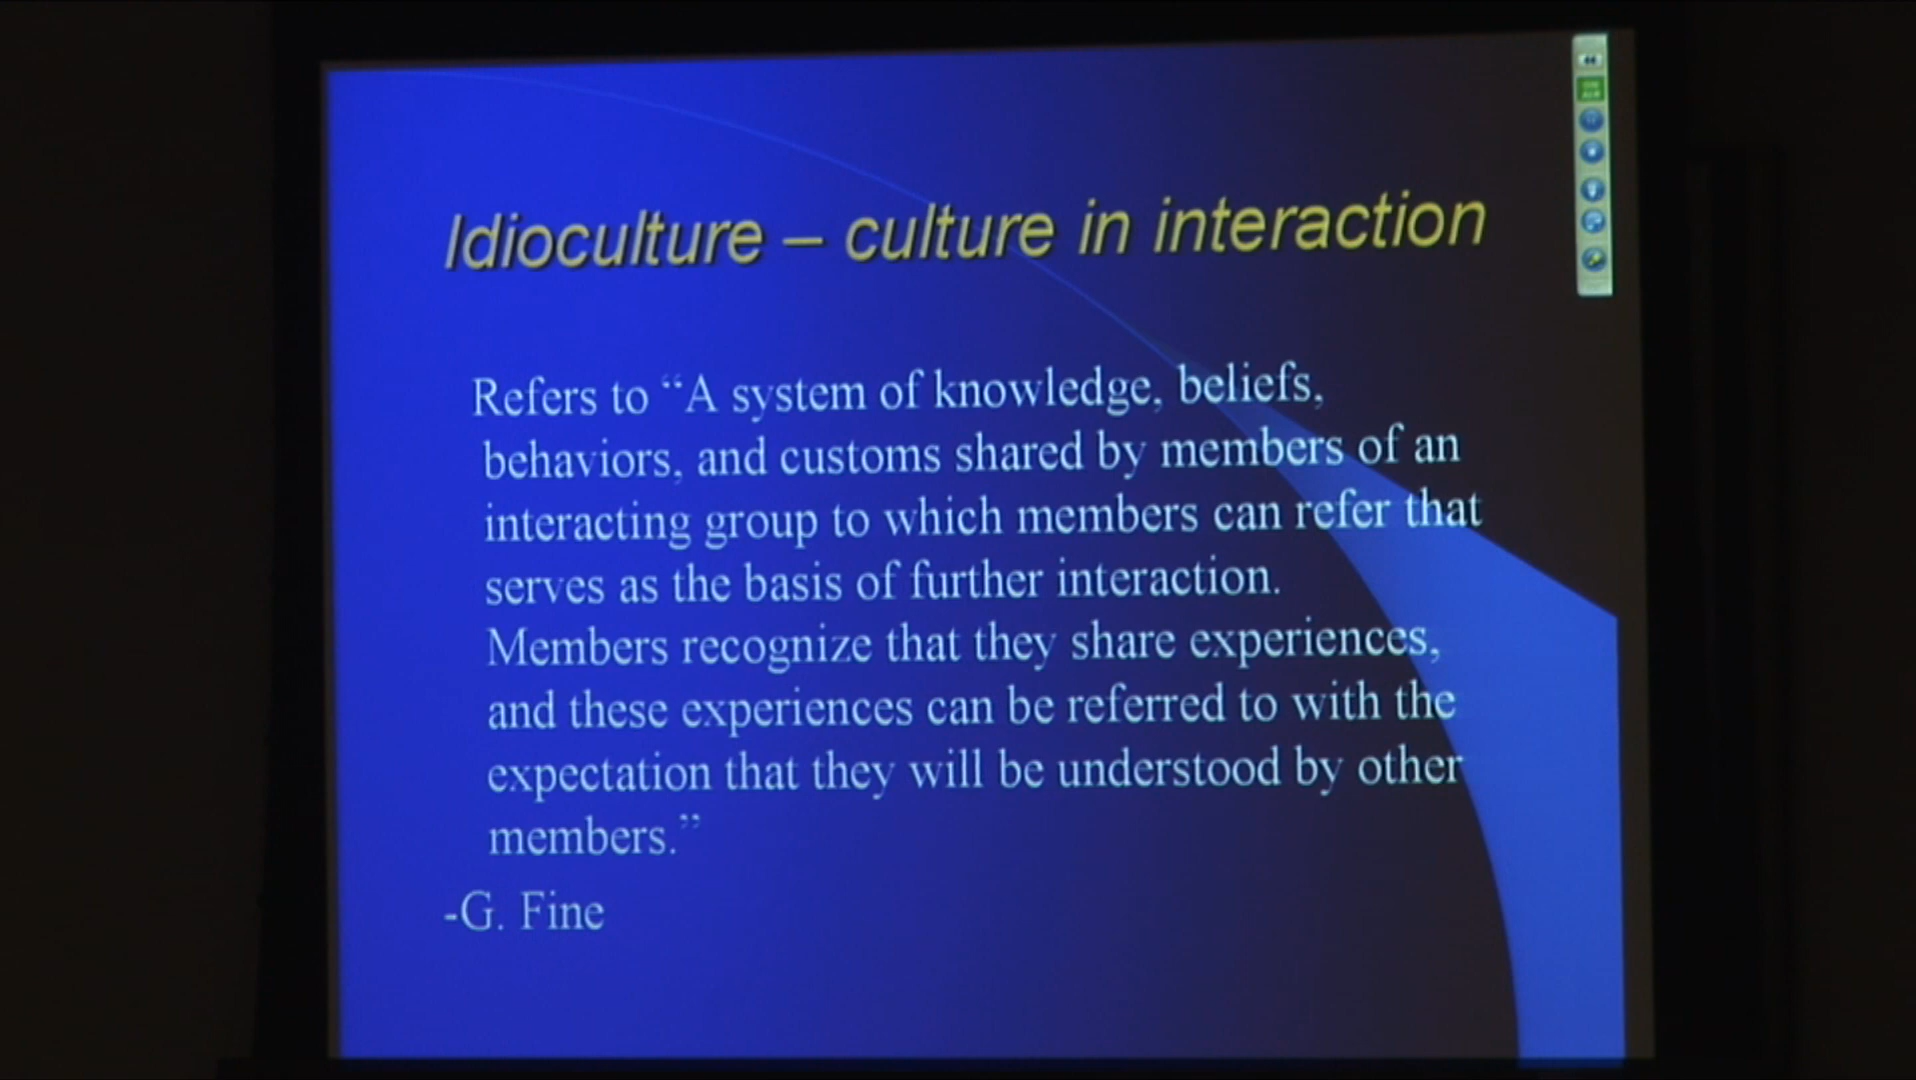 Idioculture – culture in interaction
Refers to “A system of knowledge, beliefs,
behaviors, and customs shared by members of an
interacting group to which members can refer that
serves as the basis of further interaction.
Members recognize that they share experiences,
and these experiences can be referred to with the
expectation that they will be understood by other
members.”
-G. Fine